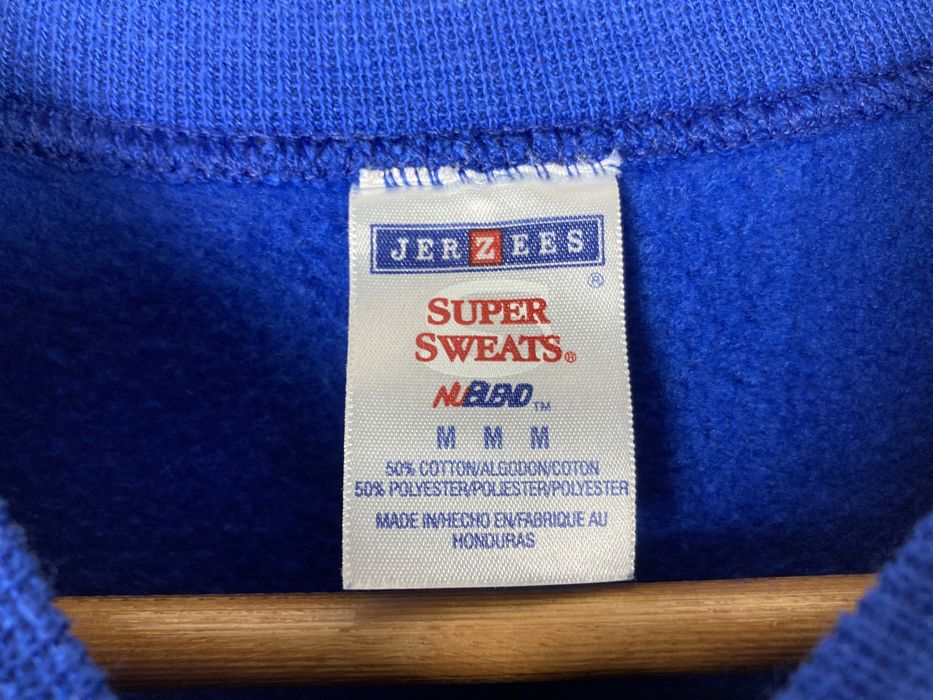 JERZEES
®
SUPER
SWEATS®
NUBLEND™
M M M
50% COTTON/ALGODON/COTON
50% POLYESTER/POLIESTER/POLYESTER
MADE IN/HECHO EN/FABRIQUE AU
HONDURAS